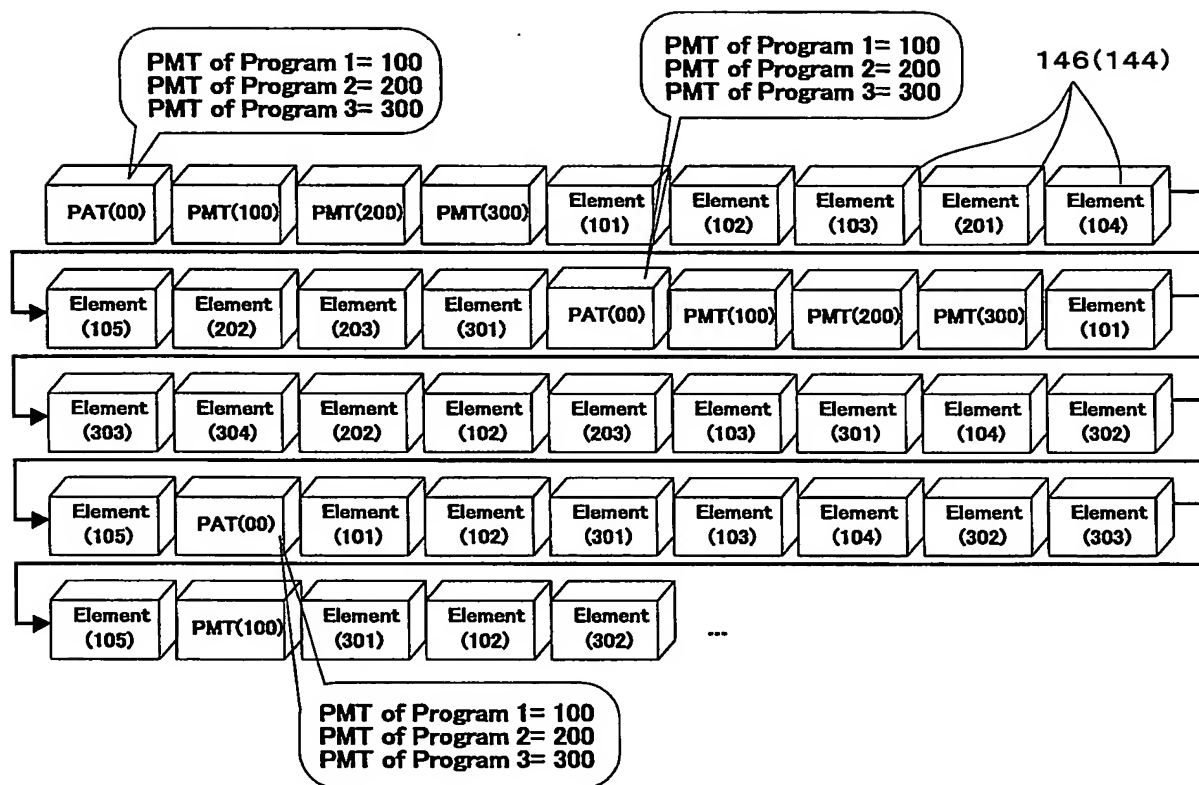 PMT of Program 1= 100
PMT of Program 2= 200
PMT of Program 3= 300
PMT of Program 1= 100
PMT of Program 2= 200
PMT of Program 3= 300
146(144)
PAT(00) PMT(100) PMT(200) PMT(300) Element (101) Element (102) Element (103) Element (201) Element (104)
Element (105) Element (202) Element (203) Element (301) PAT(00) PMT(100) PMT(200) PMT(300) Element (101)
Element (303) Element (304) Element (202) Element (102) Element (203) Element (103) Element (301) Element (104) Element (302)
Element (105) PAT(00) Element (101) Element (102) Element (301) Element (103) Element (104) Element (302) Element (303)
Element (105) PMT(100) Element (301) Element (102) Element (302) ...
PMT of Program 1= 100
PMT of Program 2= 200
PMT of Program 3= 300